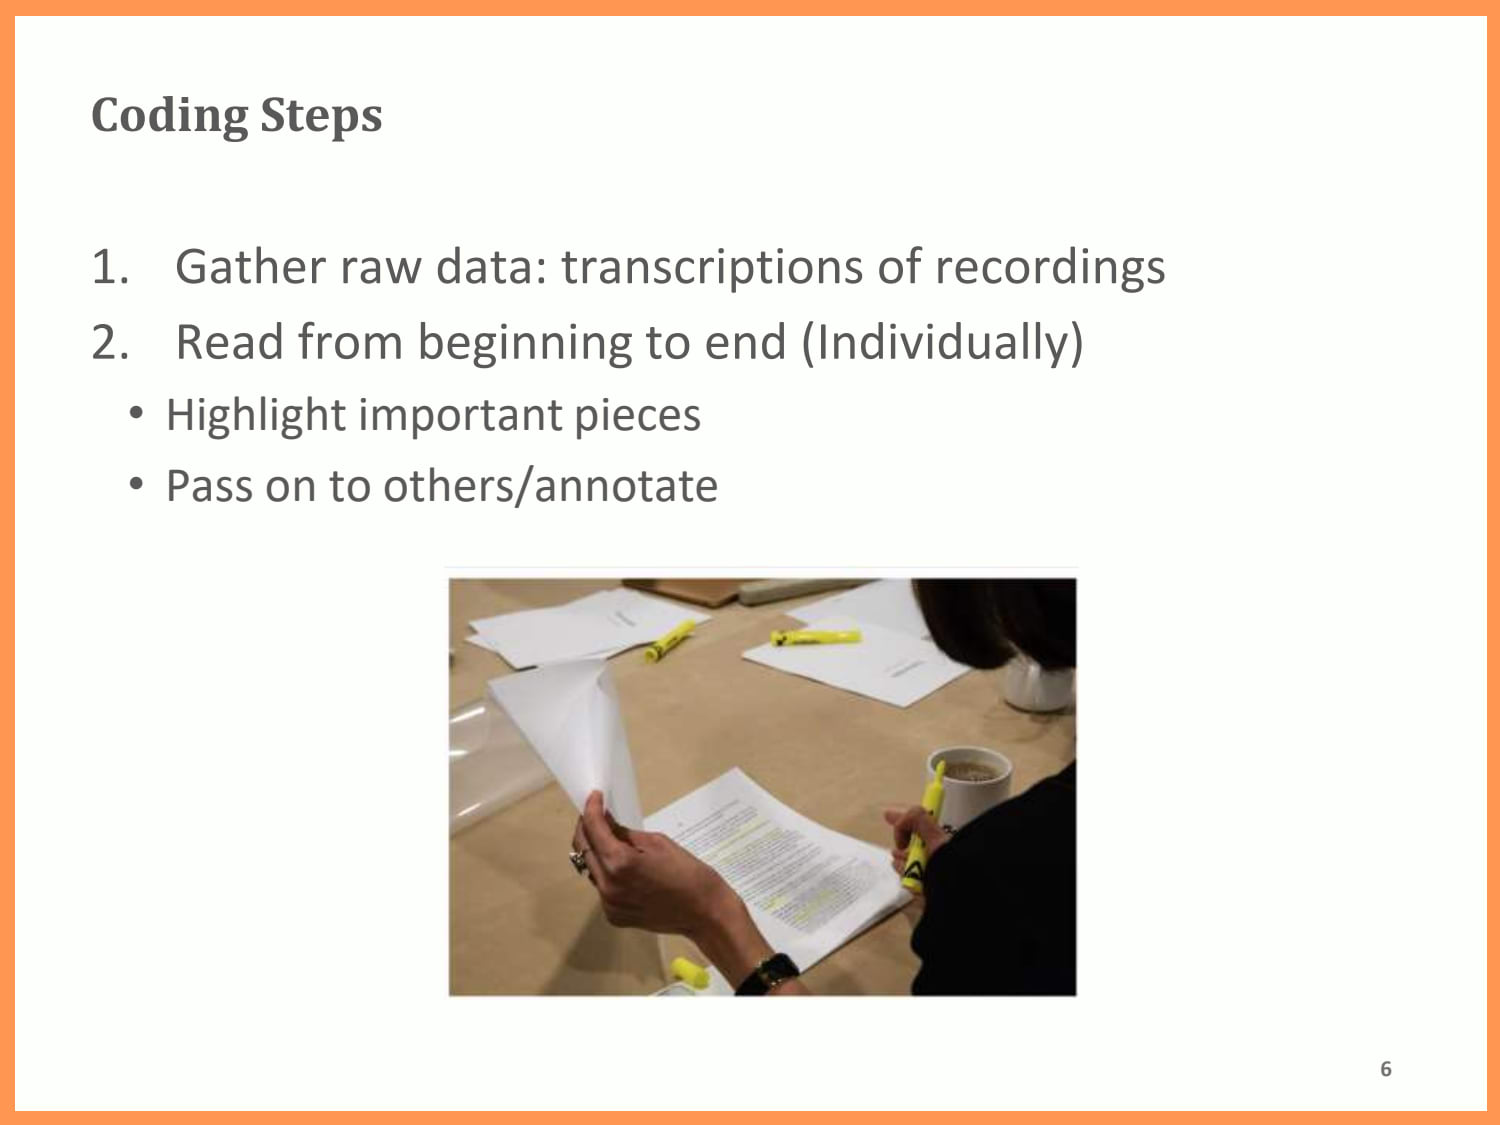 Coding Steps
1. Gather raw data: transcriptions of recordings
2. Read from beginning to end (Individually)
• Highlight important pieces
• Pass on to others/annotate
6